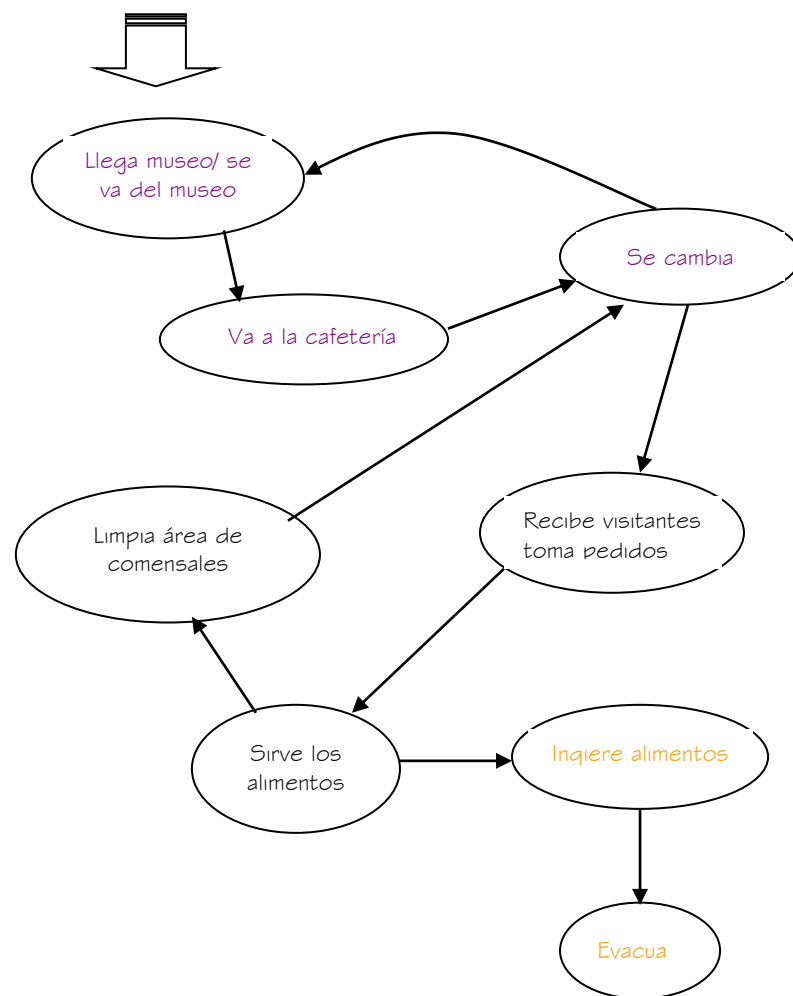 Llega museo/ se
va del museo
Se cambia
Va a la cafetería
Limpia área de
comensales
Recibe visitantes
toma pedidos
Sirve los
alimentos
Ingiere alimentos
Evacua